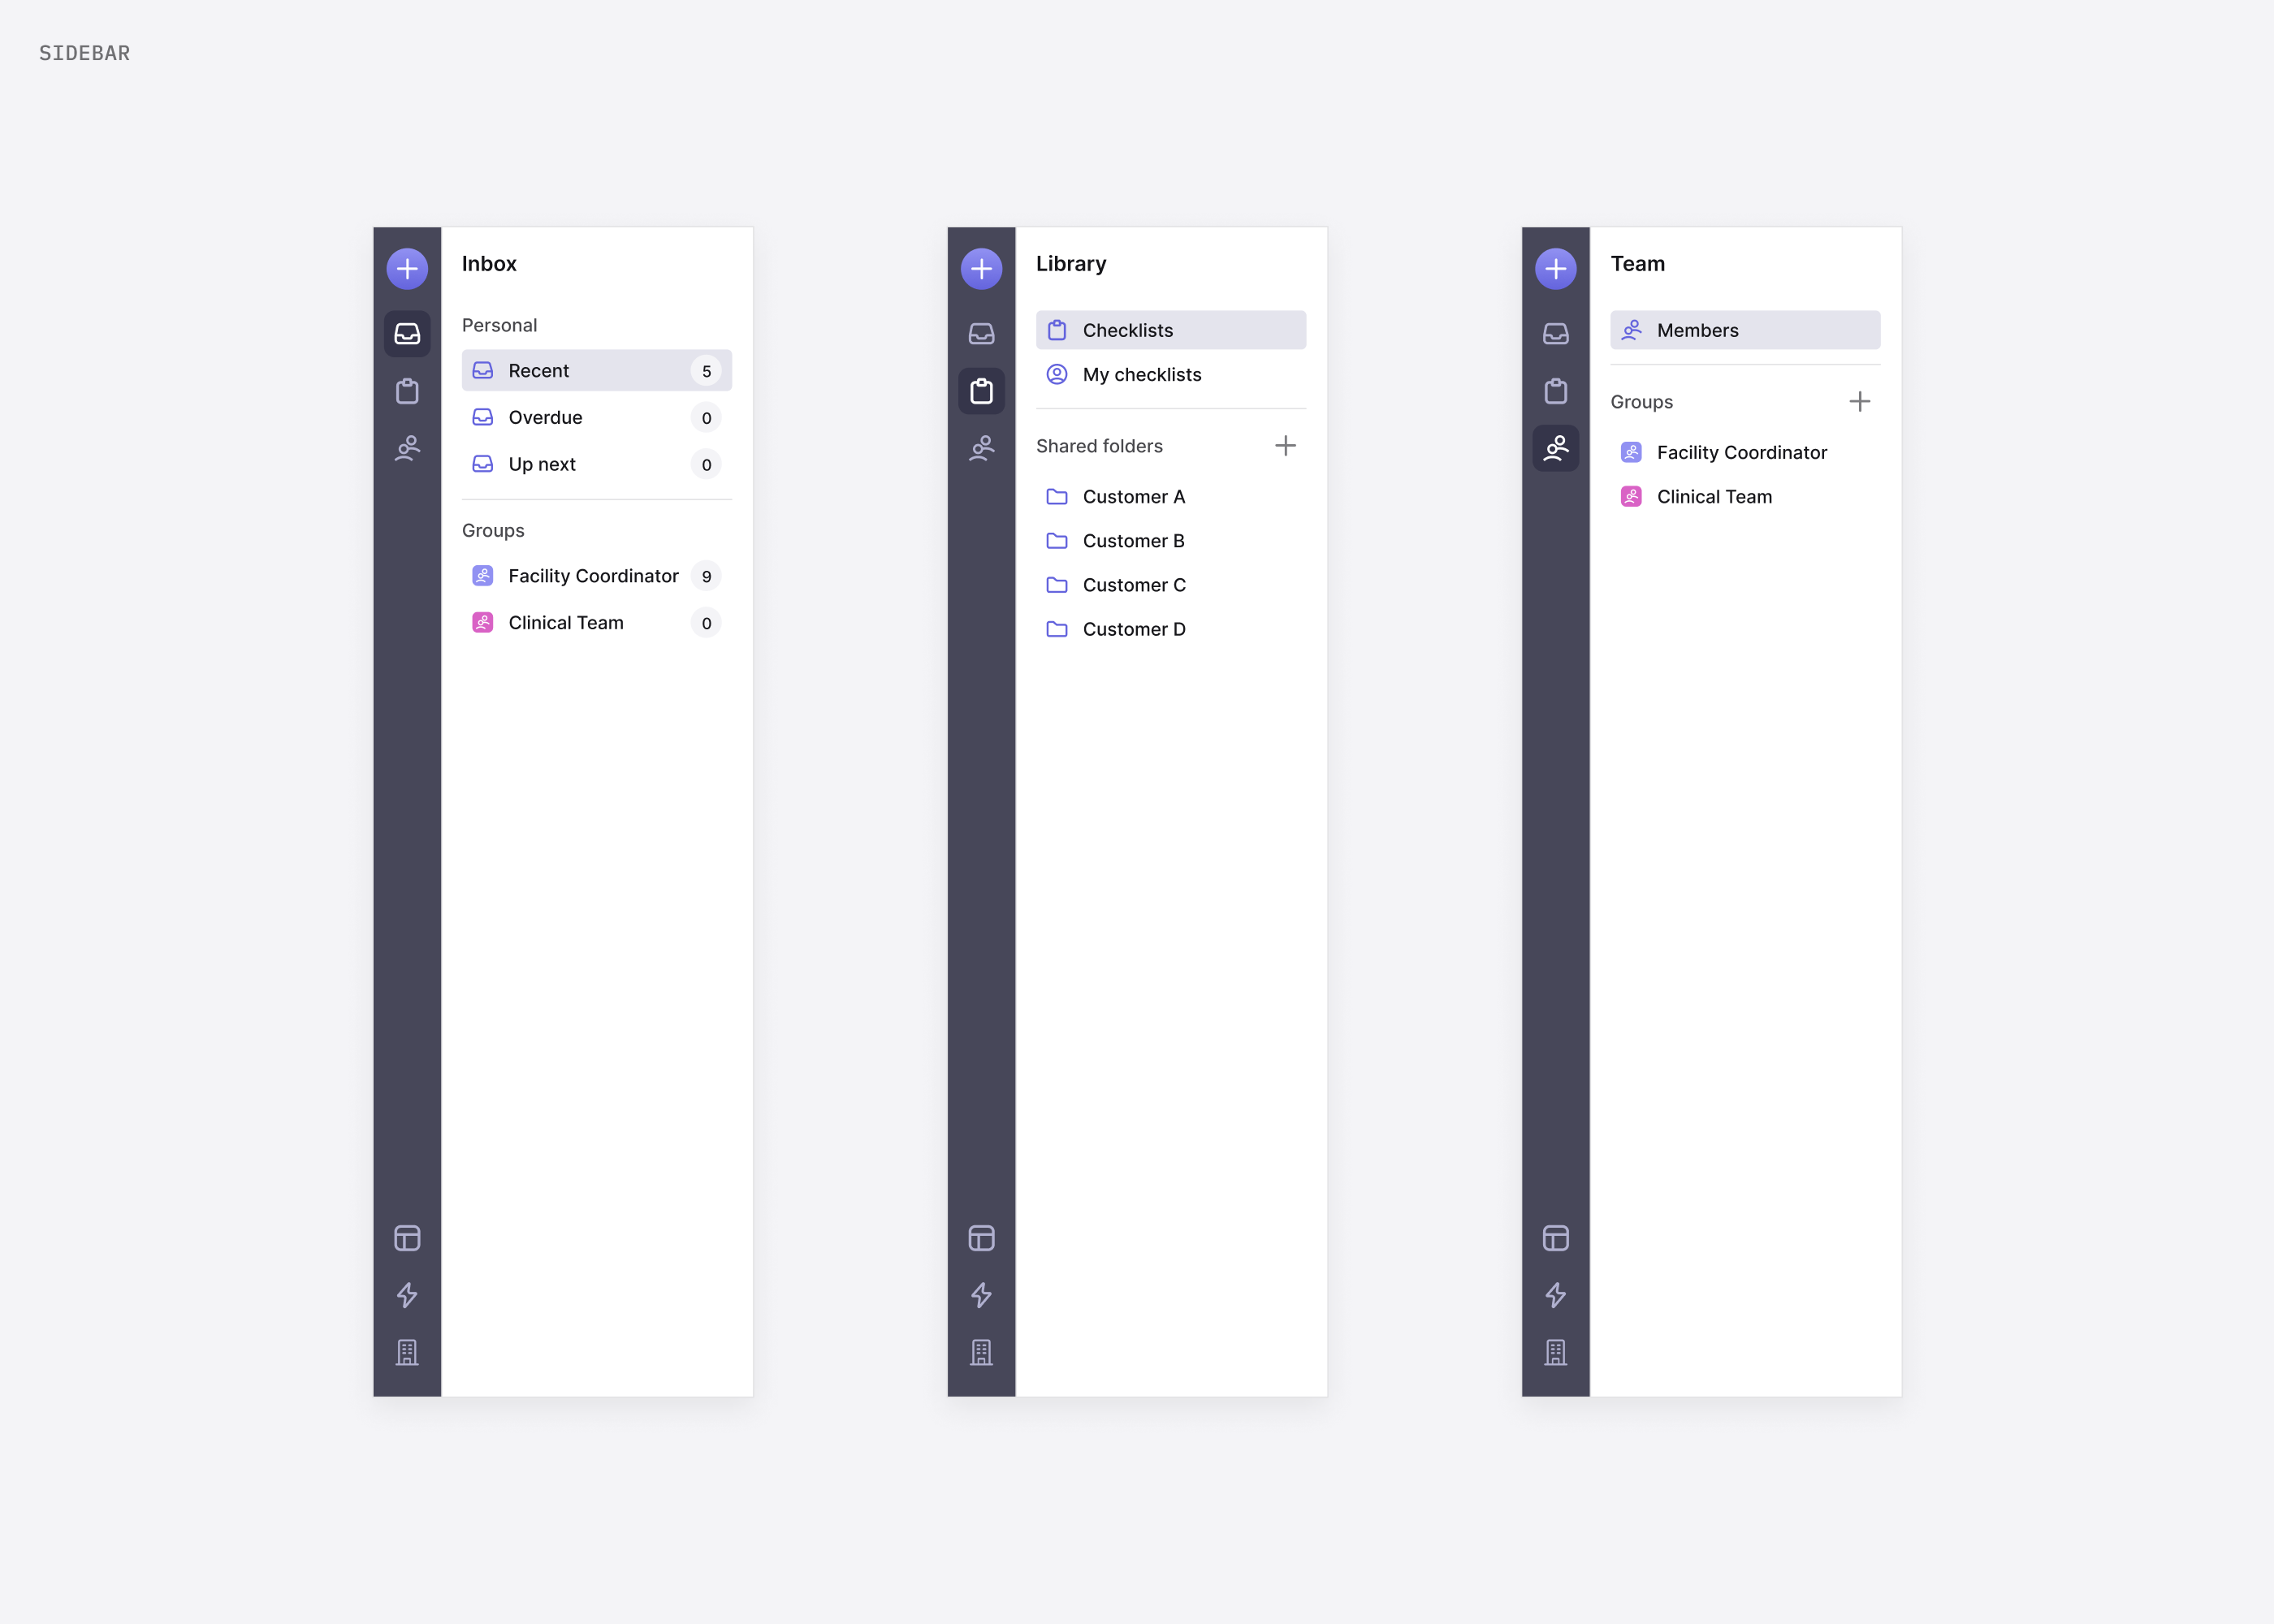 SIDEBAR
Inbox
Personal
Recent 5
Overdue 0
Up next 0
Groups
Facility Coordinator 9
Clinical Team 0
Library
Checklists
My checklists
Shared folders
Customer A
Customer B
Customer C
Customer D
Team
Members
Groups
Facility Coordinator
Clinical Team